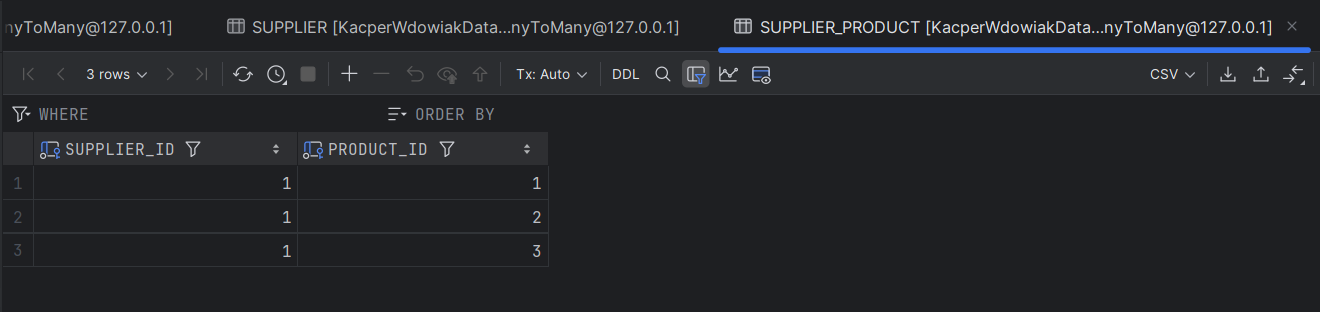 nyToMany@127.0.0.1] SUPPLIER [KacperWdowiakData...nyToMany@127.0.0.1] SUPPLIER_PRODUCT [KacperWdowiakData...nyToMany@127.0.0.1]
3 rows Tx: Auto DDL CSV
WHERE ORDER BY
SUPPLIER_ID PRODUCT_ID
1 1 1
2 1 2
3 1 3